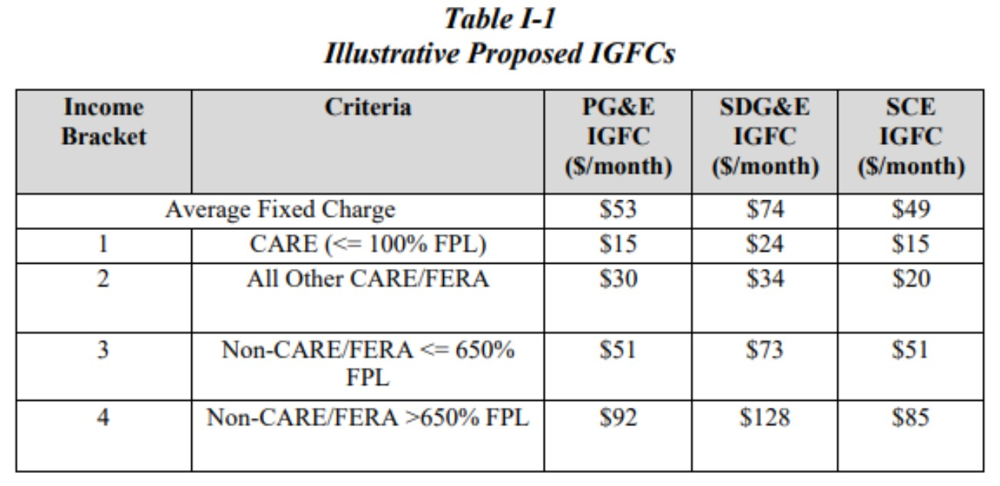 Table I-1
Illustrative Proposed IGFCs
Income Bracket | Criteria | PG&E IGFC ($/month) | SDG&E IGFC ($/month) | SCE IGFC ($/month)
Average Fixed Charge | $53 | $74 | $49
1 | CARE (<= 100% FPL) | $15 | $24 | $15
2 | All Other CARE/FERA | $30 | $34 | $20
3 | Non-CARE/FERA <= 650% FPL | $51 | $73 | $51
4 | Non-CARE/FERA >650% FPL | $92 | $128 | $85